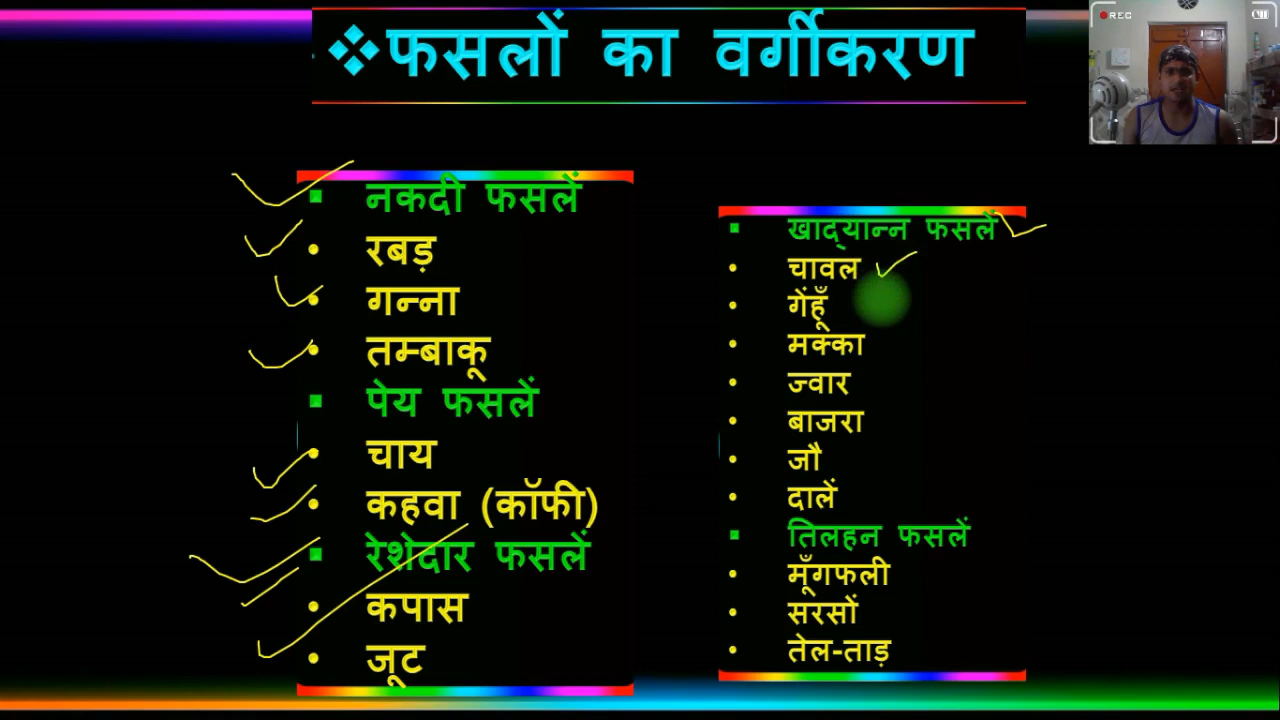 ❖फसलों का वर्गीकरण
REC
▪ नकदी फसलें
• रबड़
• गन्ना
• तम्बाकू
▪ पेय फसलें
• चाय
• कहवा (कॉफी)
▪ रेशेदार फसलें
• कपास
• जूट
▪ खाद्यान्न फसलें
• चावल
• गेंहूँ
• मक्का
• ज्वार
• बाजरा
• जौ
• दालें
▪ तिलहन फसलें
• मूँगफली
• सरसों
• तेल-ताड़